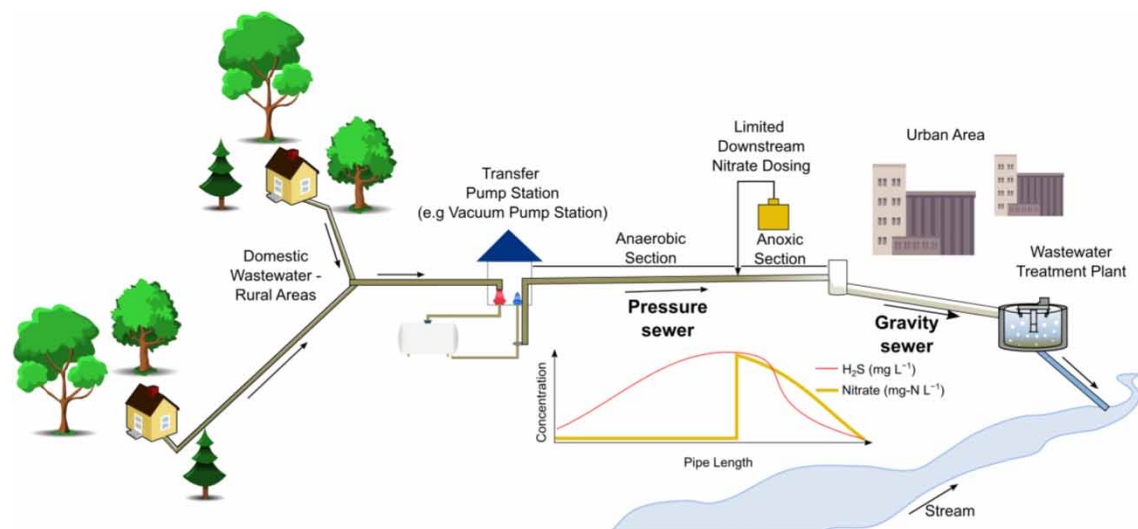 Limited
Downstream
Nitrate Dosing
Urban Area
Transfer
Pump Station
(e.g Vacuum Pump Station)
Anaerobic
Section
Anoxic
Section
Domestic
Wastewater -
Rural Areas
Wastewater
Treatment Plant
Pressure
sewer
Gravity
sewer
H₂S (mg L⁻¹)
Nitrate (mg-N L⁻¹)
Concentration
Pipe Length
Stream